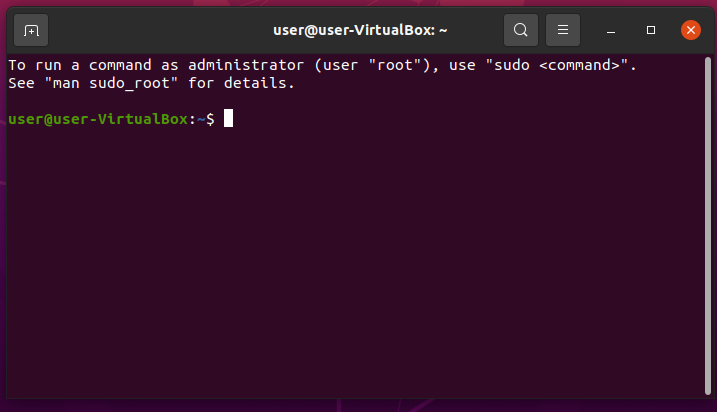 user@user-VirtualBox: ~
To run a command as administrator (user "root"), use "sudo <command>".
See "man sudo_root" for details.
user@user-VirtualBox:~$